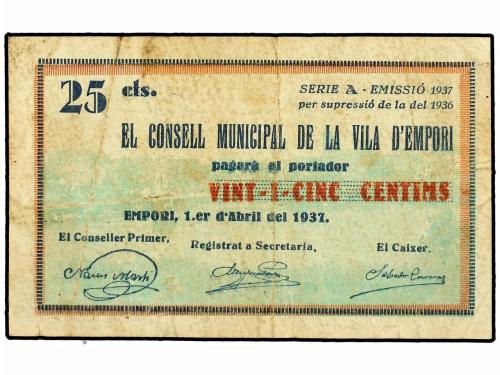 25 cts.
SERIE A - EMISSIÓ 1937
per supressió de la del 1936
EL CONSELL MUNICIPAL DE LA VILA D'EMPORI
pagarà al portador
VINT-I-CINC CENTIMS
EMPORI, 1.er d'Abril del 1937.
El Conseller Primer,
Registrat a Secretaria,
El Caixer,